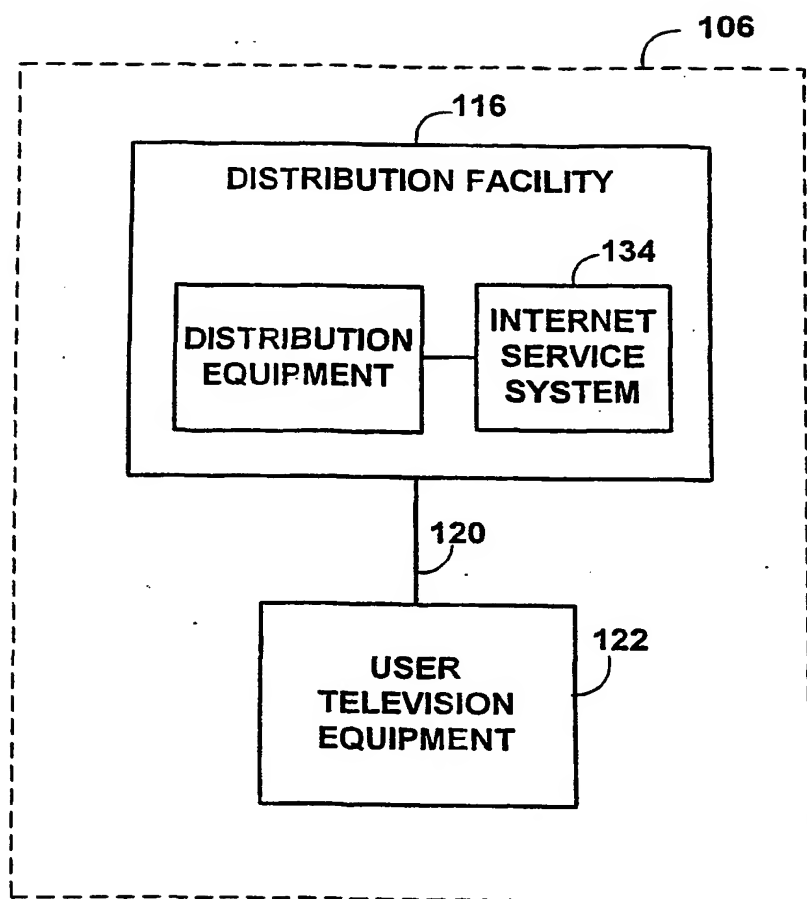 106
116
DISTRIBUTION FACILITY
134
DISTRIBUTION
EQUIPMENT
INTERNET
SERVICE
SYSTEM
120
122
USER
TELEVISION
EQUIPMENT